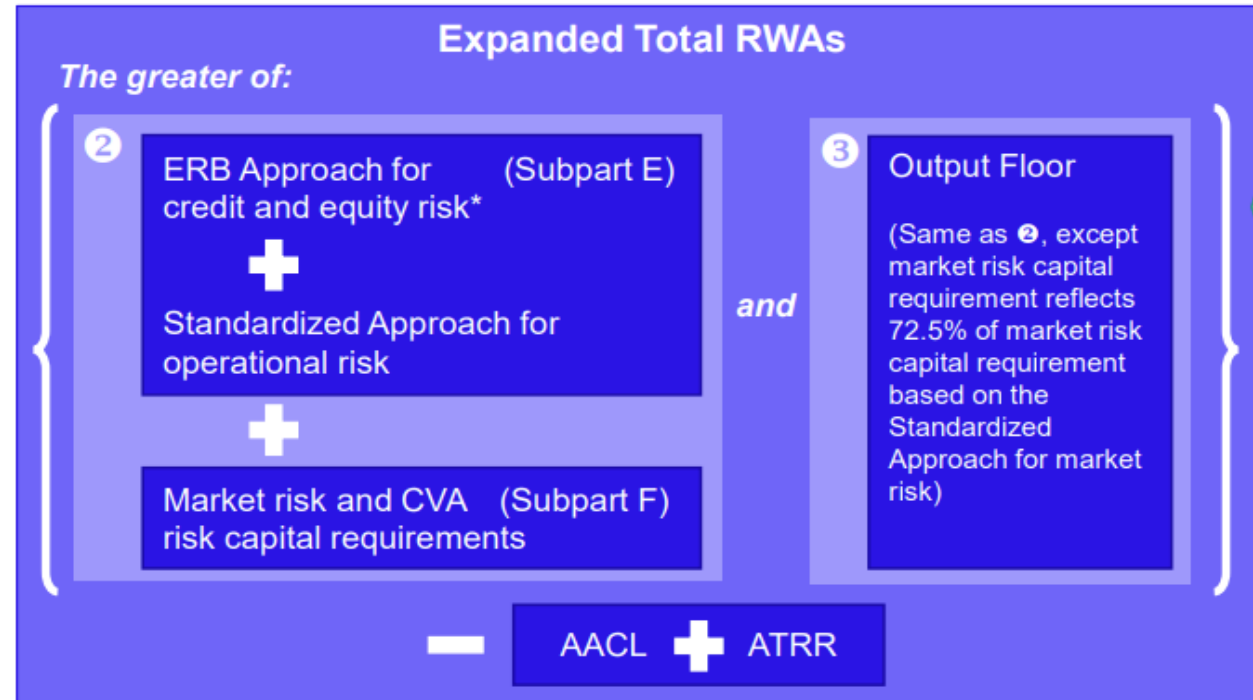 Expanded Total RWAs
The greater of:
❷
ERB Approach for (Subpart E)
credit and equity risk*
+
Standardized Approach for
operational risk
+
Market risk and CVA (Subpart F)
risk capital requirements
and
❸
Output Floor
(Same as ❷, except
market risk capital
requirement reflects
72.5% of market risk
capital requirement
based on the
Standardized
Approach for market
risk)
− AACL + ATRR